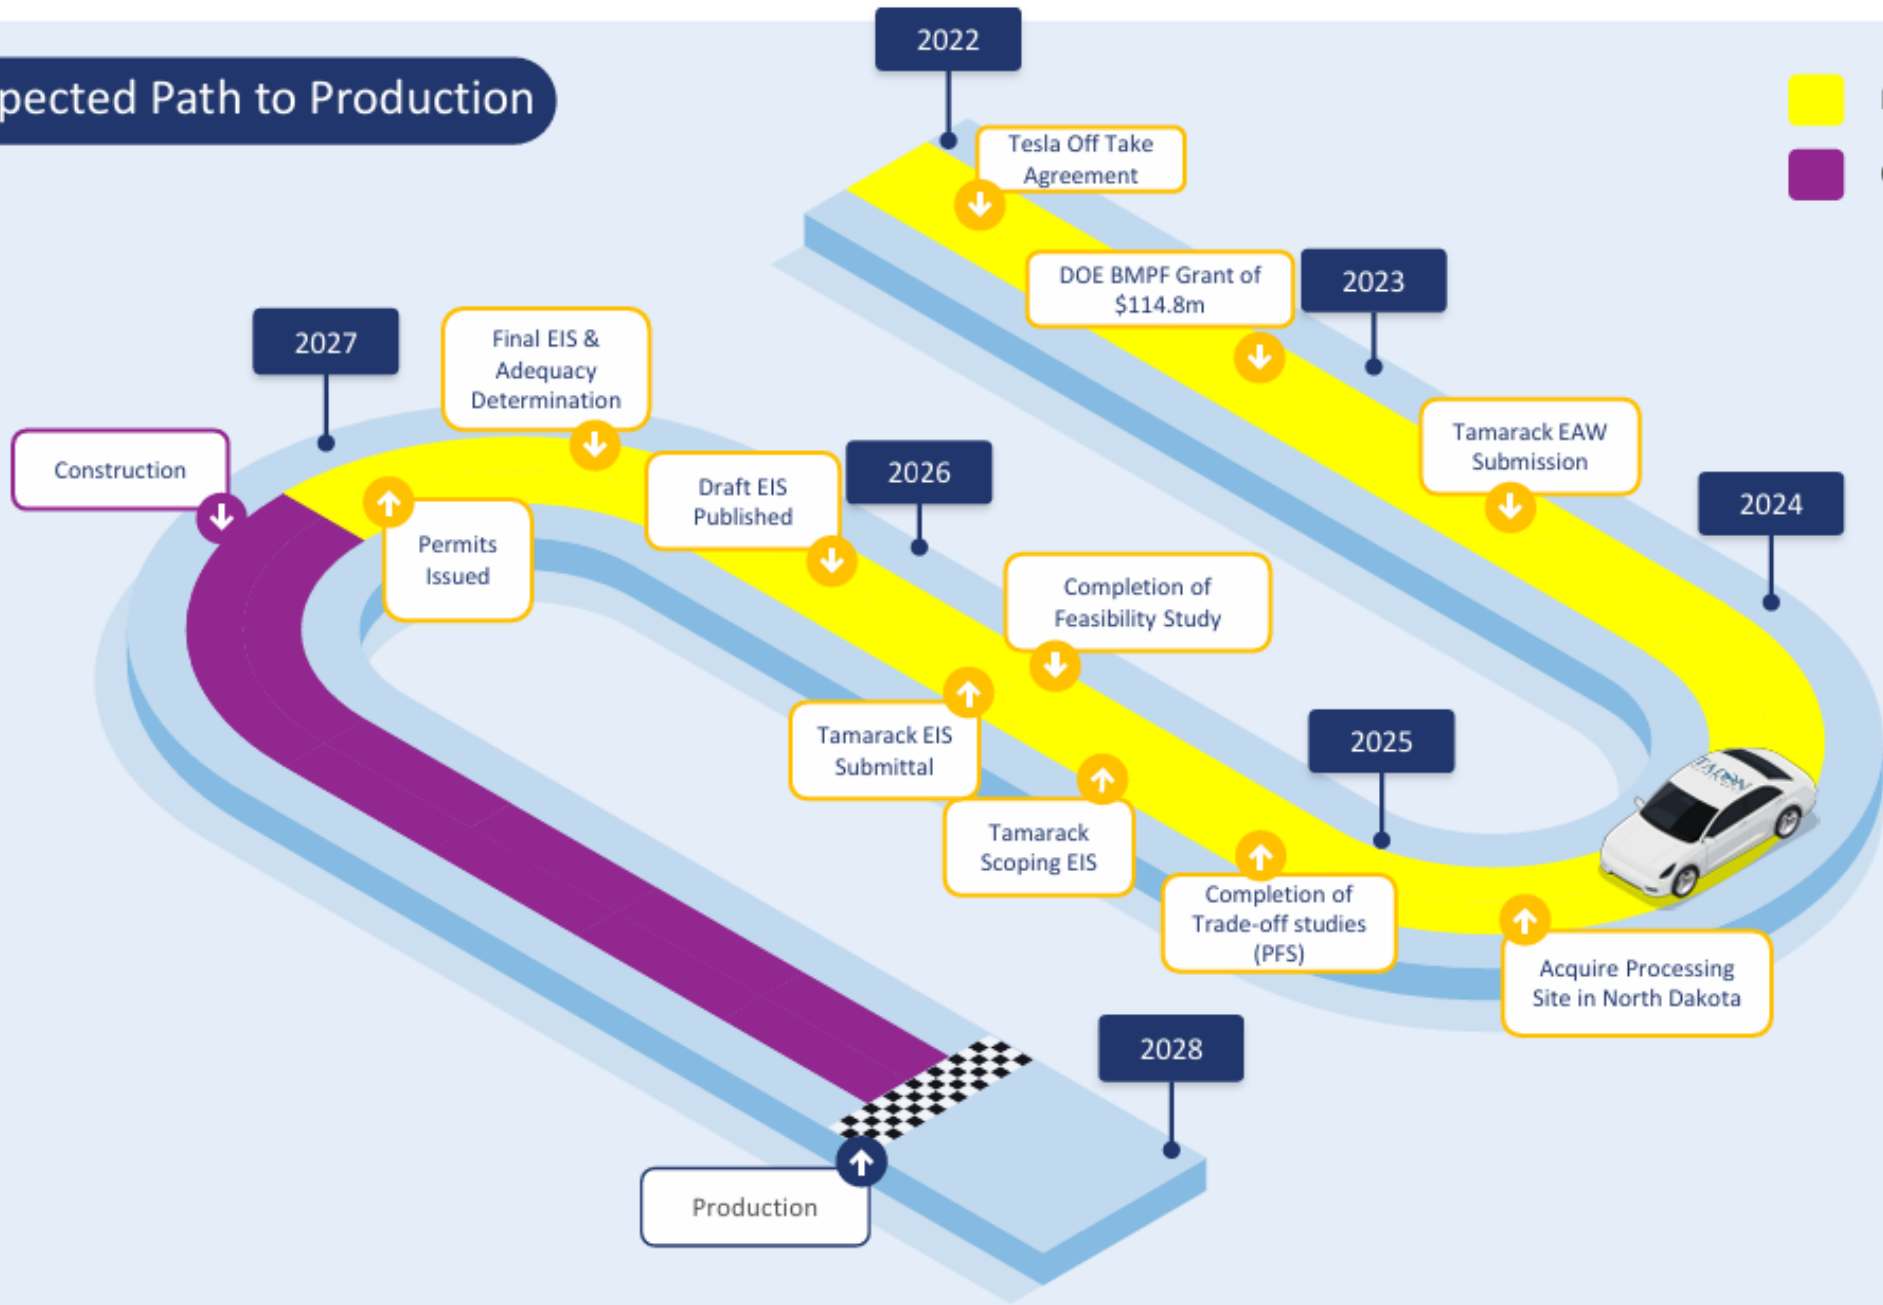 pected Path to Production
2022
Tesla Off Take
Agreement
DOE BMPF Grant of
$114.8m
2023
Tamarack EAW
Submission
2024
2027
Final EIS &
Adequacy
Determination
Construction
Permits
Issued
Draft EIS
Published
2026
Completion of
Feasibility Study
Tamarack EIS
Submittal
Tamarack
Scoping EIS
2025
Completion of
Trade-off studies
(PFS)
Acquire Processing
Site in North Dakota
TALON
2028
Production